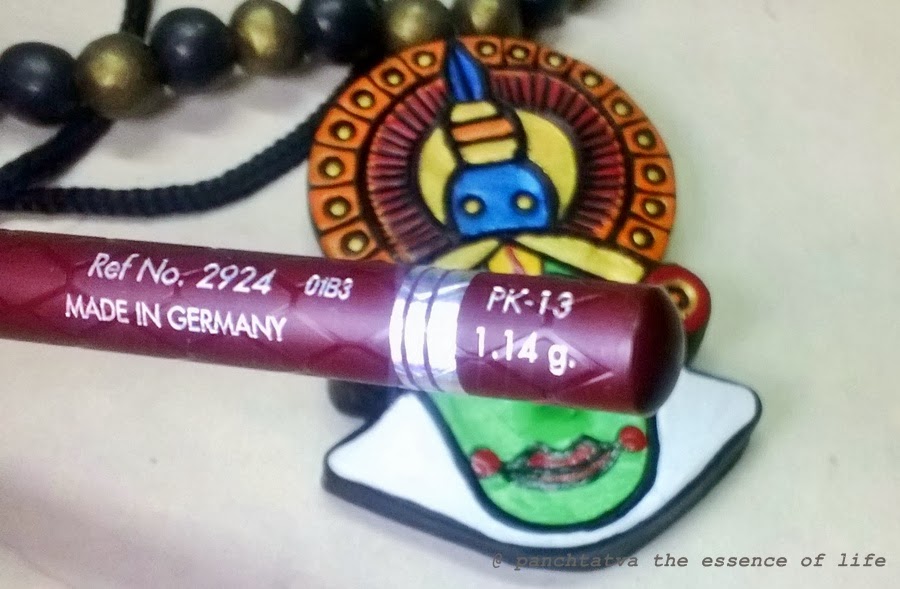 Ref No. 2924 01B3
MADE IN GERMANY
PK-13
1.14 g.
@ panchtatva the essence of life